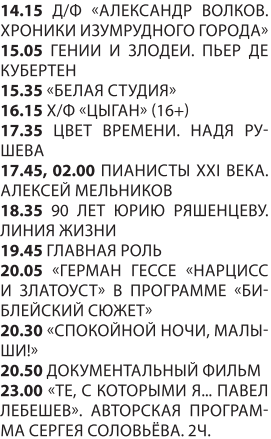 14.15 Д/Ф «АЛЕКСАНДР ВОЛКОВ.
ХРОНИКИ ИЗУМРУДНОГО ГОРОДА»
15.05 ГЕНИИ И ЗЛОДЕИ. ПЬЕР ДЕ
КУБЕРТЕН
15.35 «БЕЛАЯ СТУДИЯ»
16.15 Х/Ф «ЦЫГАН» (16+)
17.35 ЦВЕТ ВРЕМЕНИ. НАДЯ РУ-
ШЕВА
17.45, 02.00 ПИАНИСТЫ XXI ВЕКА.
АЛЕКСЕЙ МЕЛЬНИКОВ
18.35 90 ЛЕТ ЮРИЮ РЯШЕНЦЕВУ.
ЛИНИЯ ЖИЗНИ
19.45 ГЛАВНАЯ РОЛЬ
20.05 «ГЕРМАН ГЕССЕ «НАРЦИСС
И ЗЛАТОУСТ» В ПРОГРАММЕ «БИ-
БЛЕЙСКИЙ СЮЖЕТ»
20.30 «СПОКОЙНОЙ НОЧИ, МАЛЫ-
ШИ!»
20.50 ДОКУМЕНТАЛЬНЫЙ ФИЛЬМ
23.00 «ТЕ, С КОТОРЫМИ Я... ПАВЕЛ
ЛЕБЕШЕВ». АВТОРСКАЯ ПРОГРАМ-
МА СЕРГЕЯ СОЛОВЬЁВА. 2Ч.